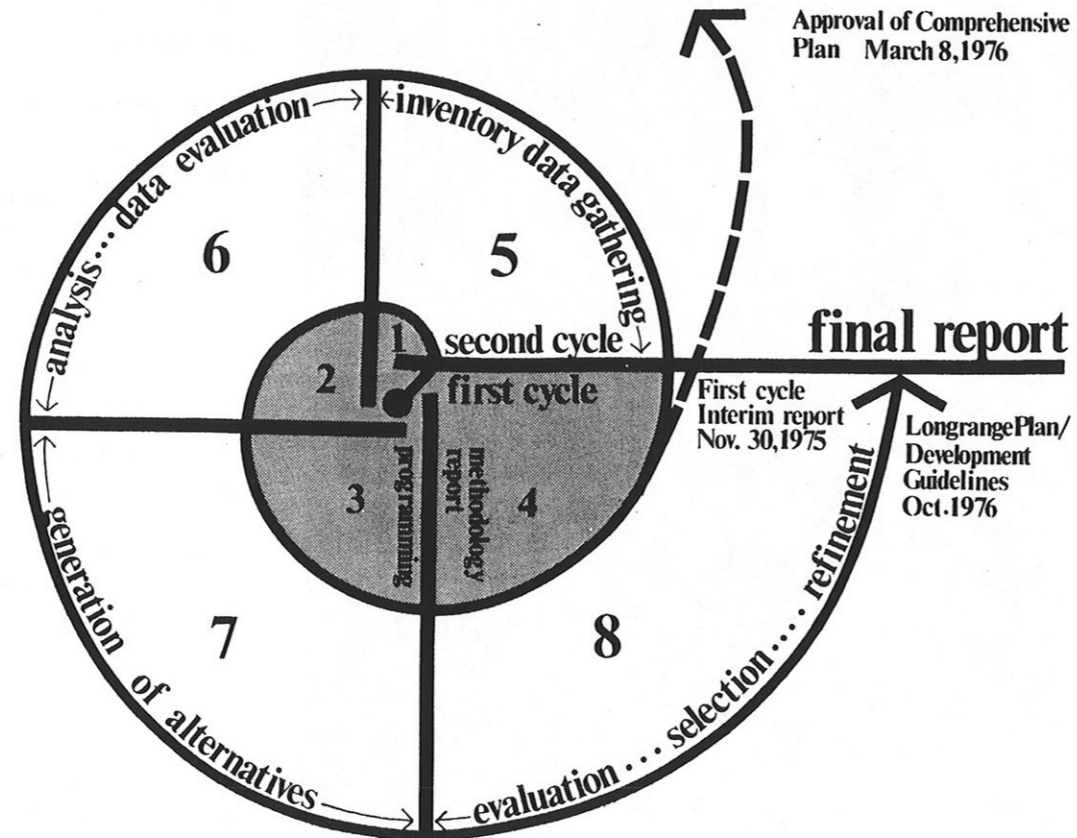 Approval of Comprehensive
Plan March 8,1976
analysis... data evaluation
inventory data gathering
6
5
1
second cycle
final report
2
first cycle
First cycle
Interim report
Nov. 30,1975
LongrangePlan/
Development
Guidelines
Oct.1976
3
programming
methodology
report
4
7
8
generation of alternatives
evaluation... selection.... refinement